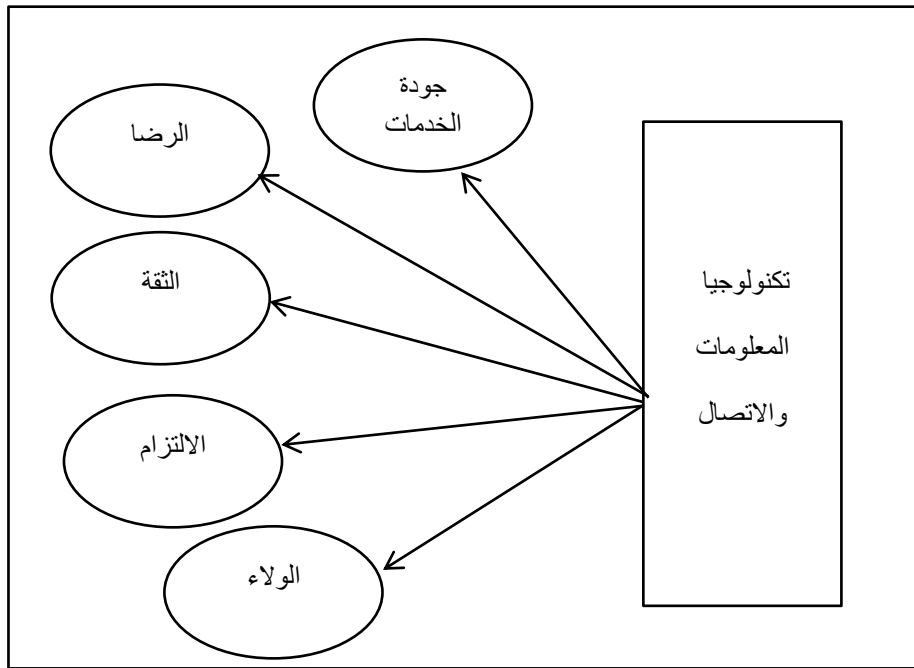 جودة
الخدمات
الرضا
الثقة
الالتزام
الولاء
تكنولوجيا
المعلومات
والاتصال